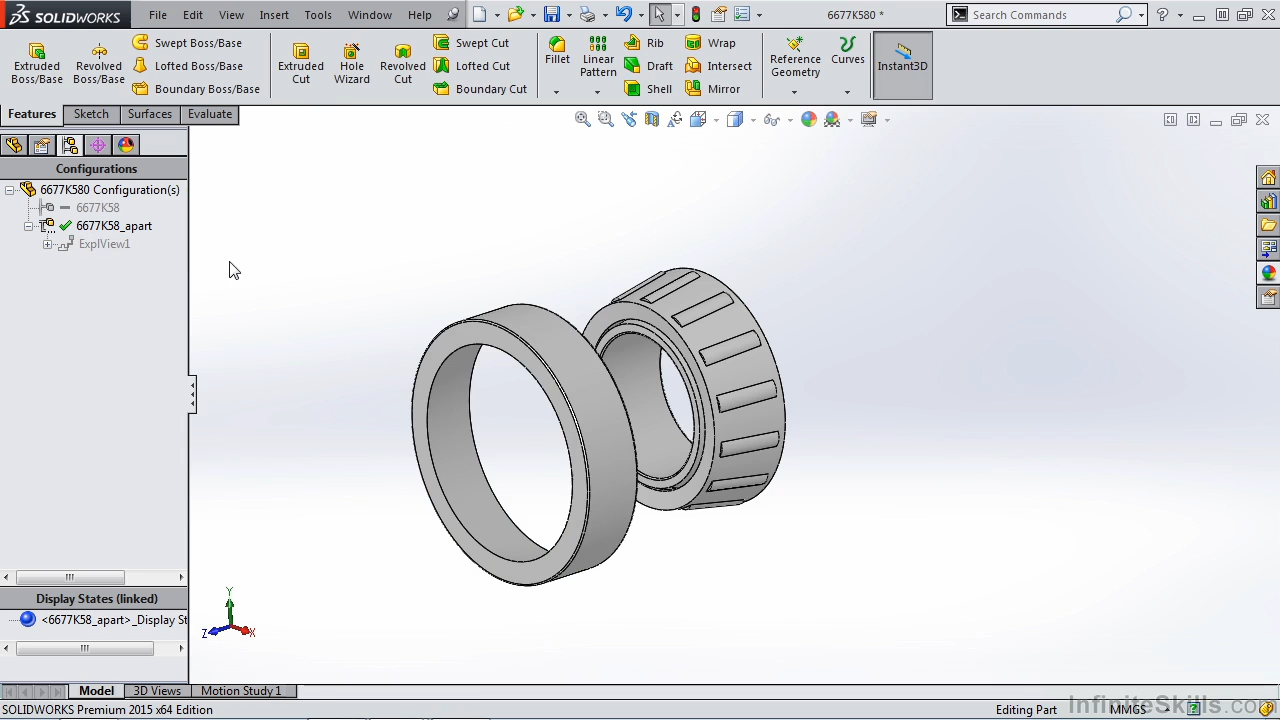 SOLIDWORKS File Edit View Insert Tools Window Help 6677K580 * Search Commands
Extruded Boss/Base
Revolved Boss/Base
Swept Boss/Base
Lofted Boss/Base
Boundary Boss/Base
Extruded Cut
Hole Wizard
Revolved Cut
Swept Cut
Lofted Cut
Boundary Cut
Fillet
Linear Pattern
Rib
Draft
Shell
Wrap
Intersect
Mirror
Reference Geometry
Curves
Instant3D
Features Sketch Surfaces Evaluate
Configurations
6677K580 Configuration(s)
6677K58
6677K58_apart
ExplView1
Display States (linked)
<6677K58_apart>_Display St
Y
Z X
Model 3D Views Motion Study 1
InfiniteSkills.com
SOLIDWORKS Premium 2015 x64 Edition Editing Part MMGS